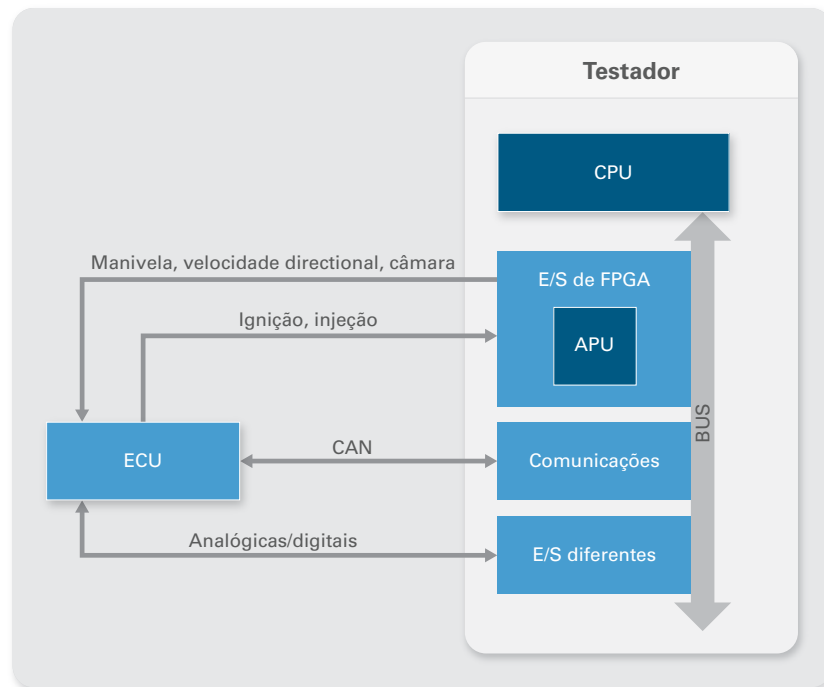 Testador
CPU
Manivela, velocidade directional, câmara
E/S de FPGA
Ignição, injeção
APU
BUS
ECU
CAN
Comunicações
Analógicas/digitais
E/S diferentes